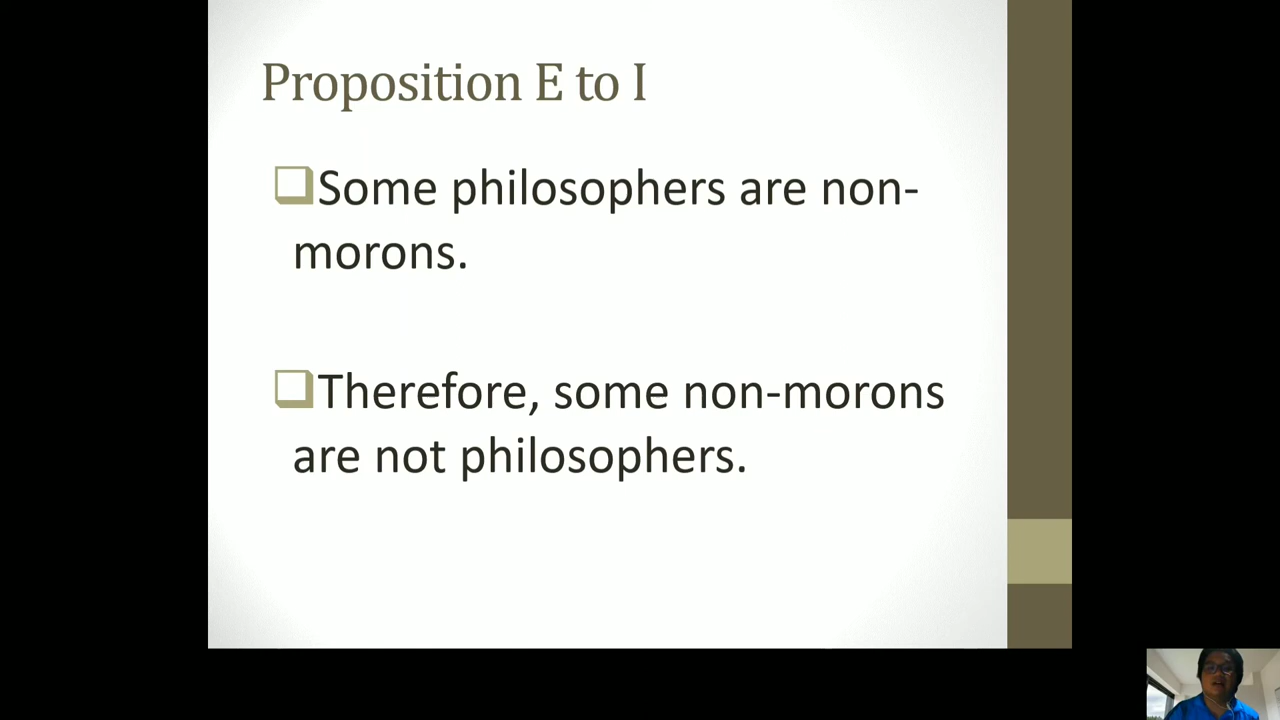 Proposition E to I
Some philosophers are non-
morons.
Therefore, some non-morons
are not philosophers.